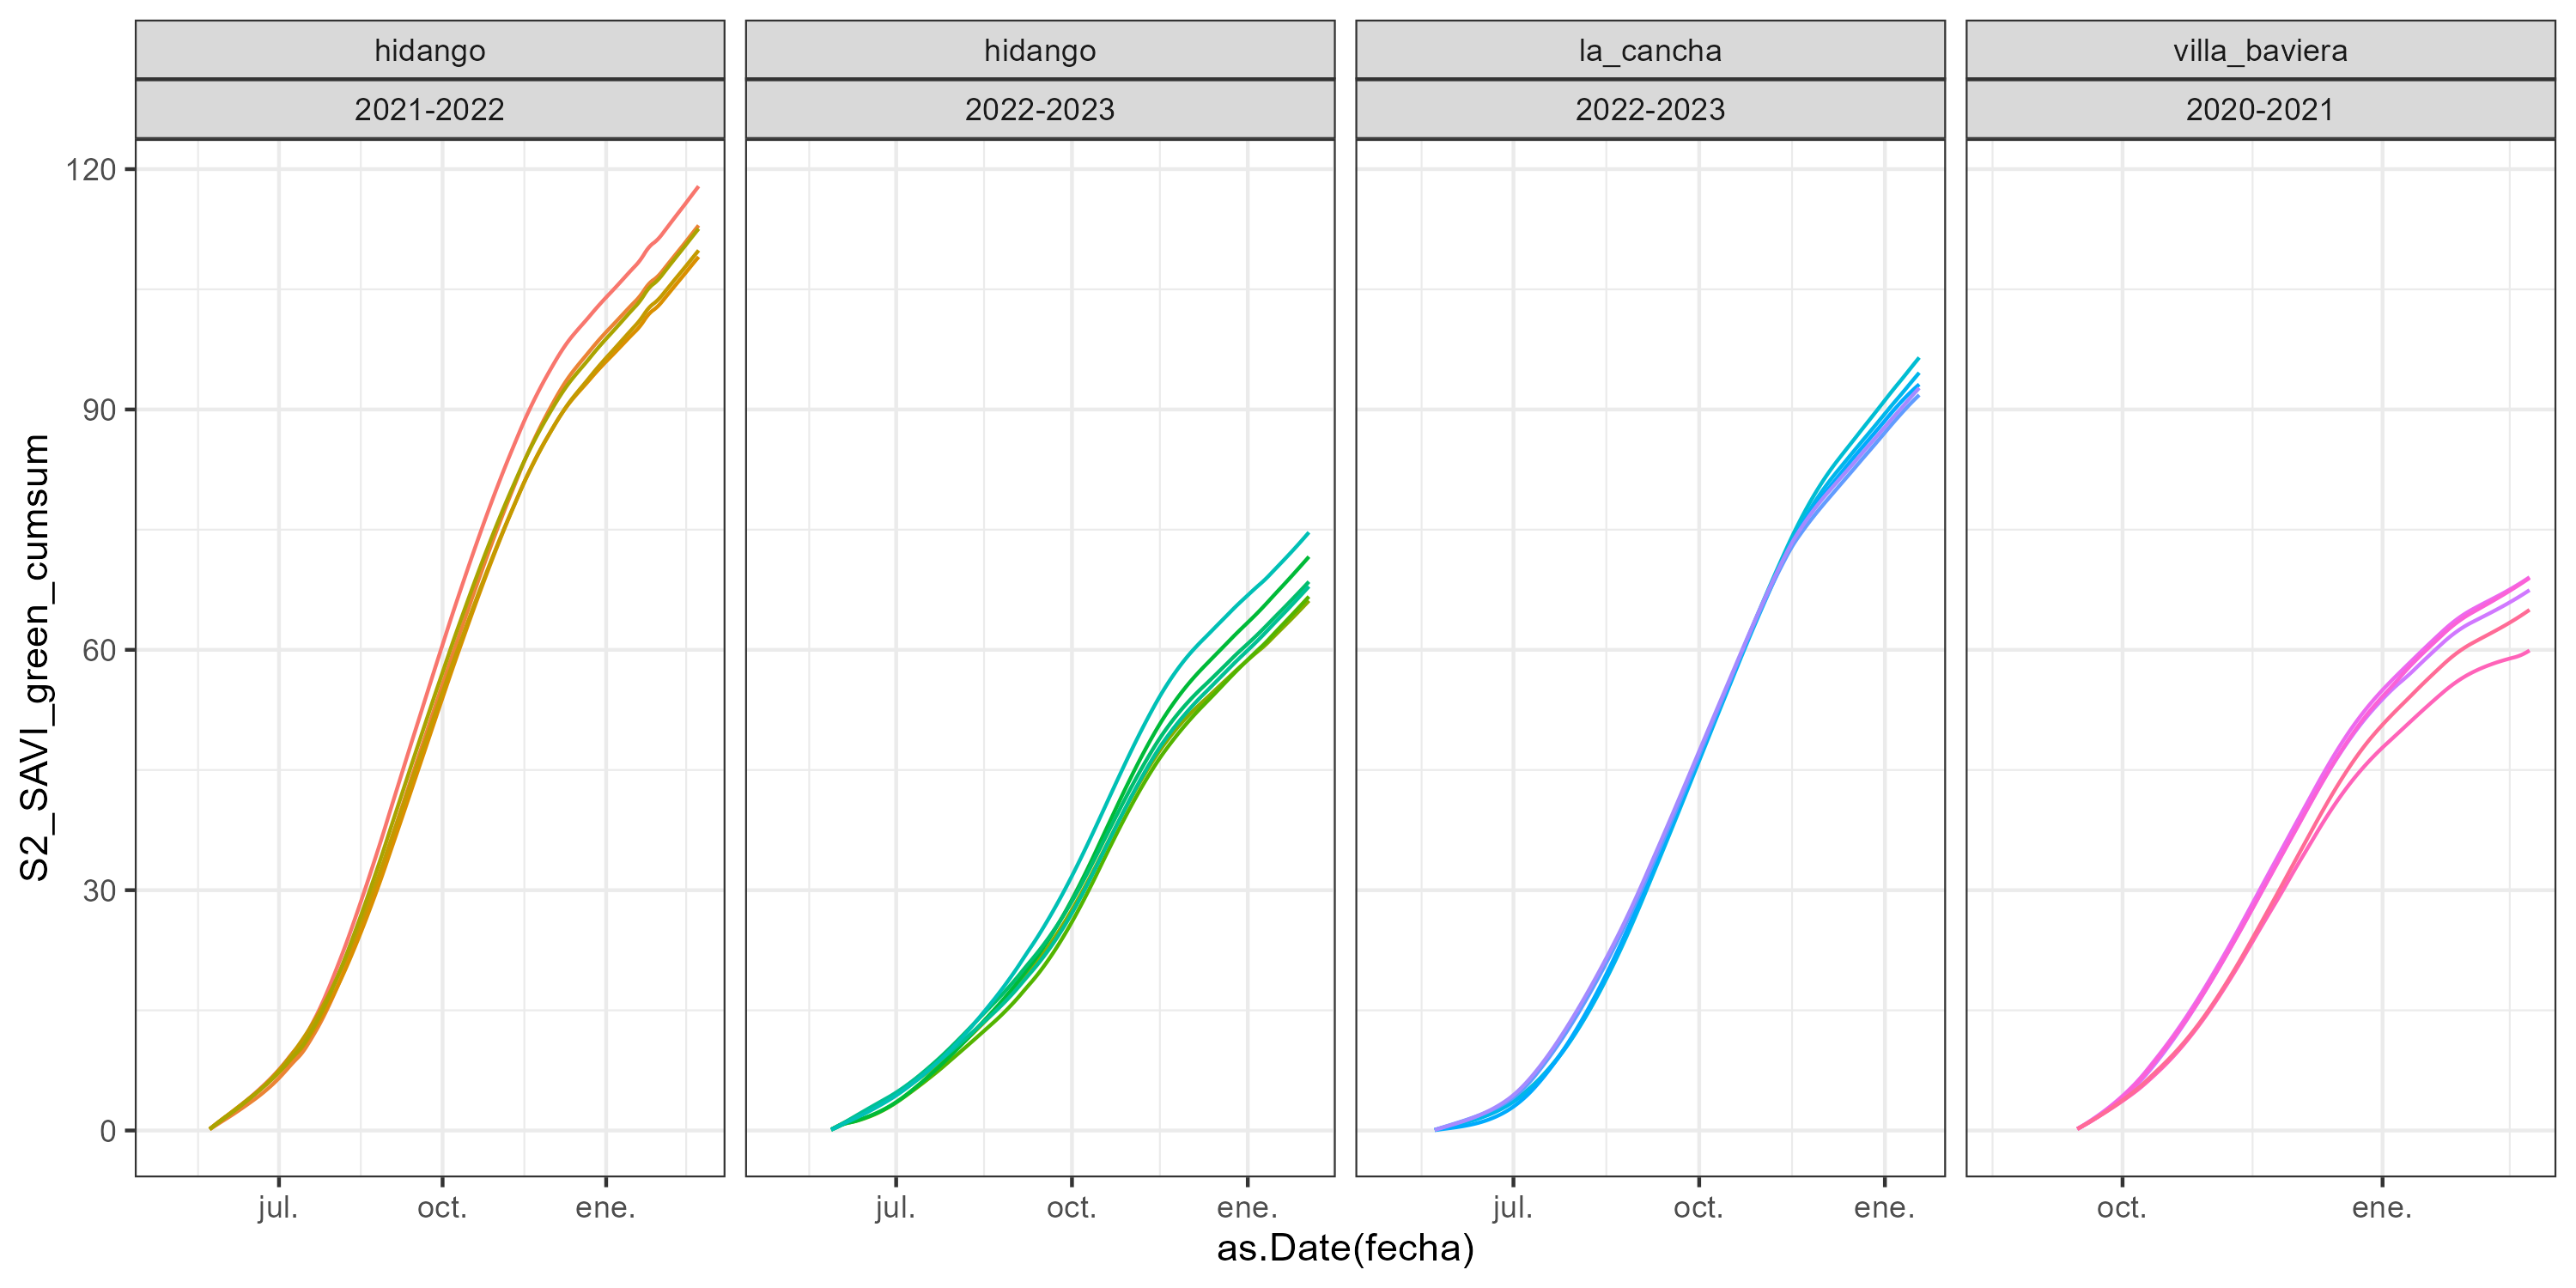 hidango hidango la_cancha villa_baviera
2021-2022 2022-2023 2022-2023 2020-2021
120
90
60
30
0
S2_SAVI_green_cumsum
jul. oct. ene. jul. oct. ene. jul. oct. ene. oct. ene.
as.Date(fecha)